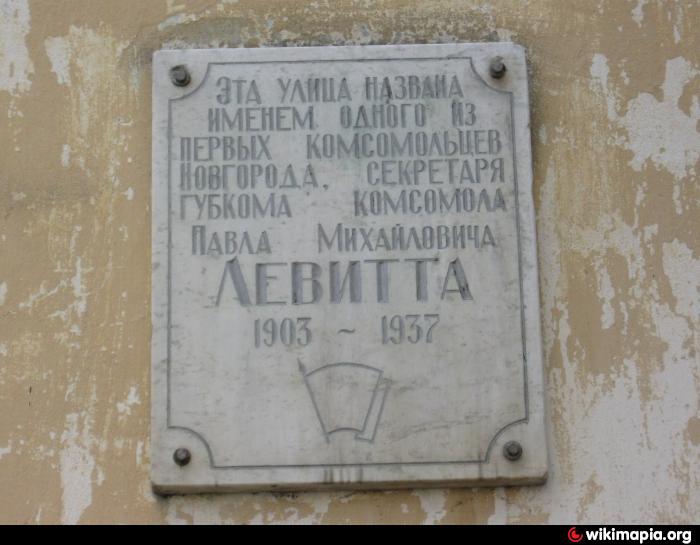 ЭТА УЛИЦА НАЗВАНА
ИМЕНЕМ ОДНОГО ИЗ
ПЕРВЫХ КОМСОМОЛЬЦЕВ
НОВГОРОДА, СЕКРЕТАРЯ
ГУБКОМА КОМСОМОЛА
ПАВЛА МИХАЙЛОВИЧА
ЛЕВИТТА
1903 ~ 1937
wikimapia.org